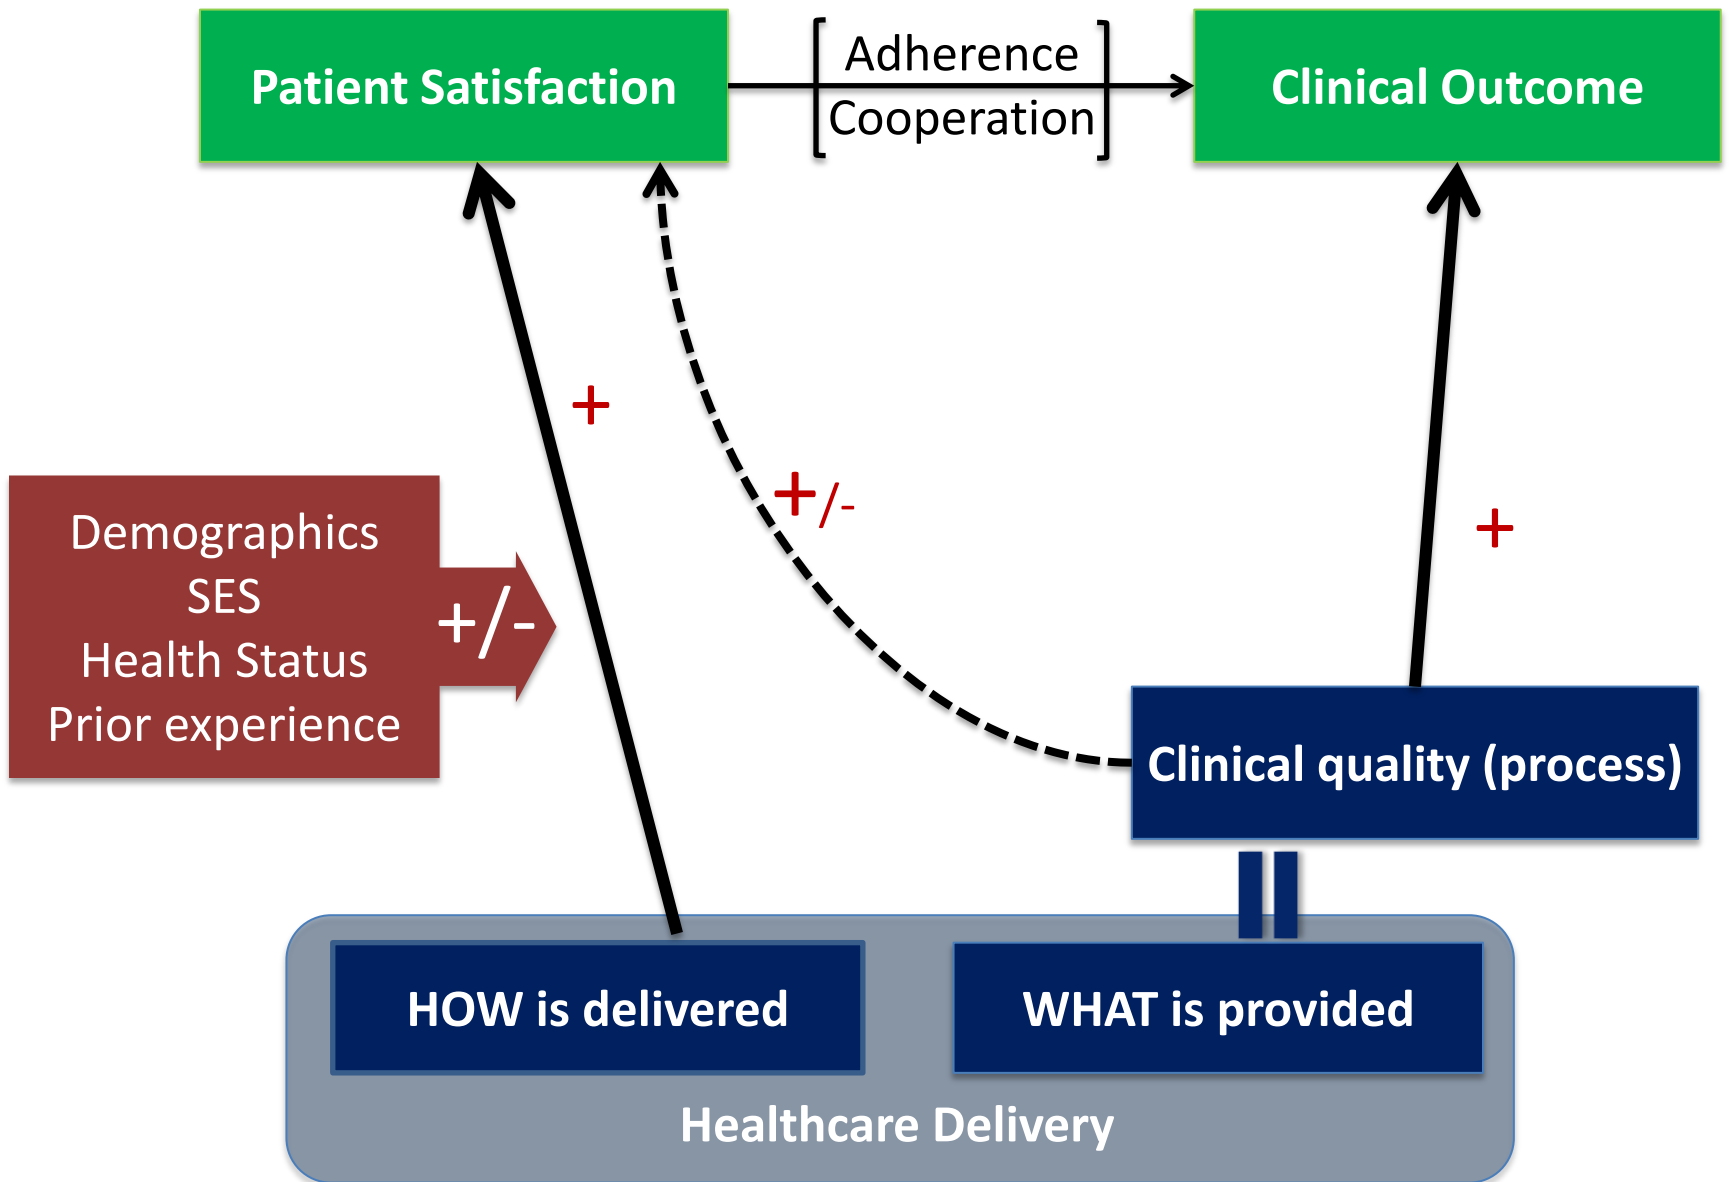 Patient Satisfaction
Adherence
Cooperation
Clinical Outcome
+
+/-
+
Demographics
SES
Health Status
Prior experience
+/-
Clinical quality (process)
HOW is delivered
WHAT is provided
Healthcare Delivery